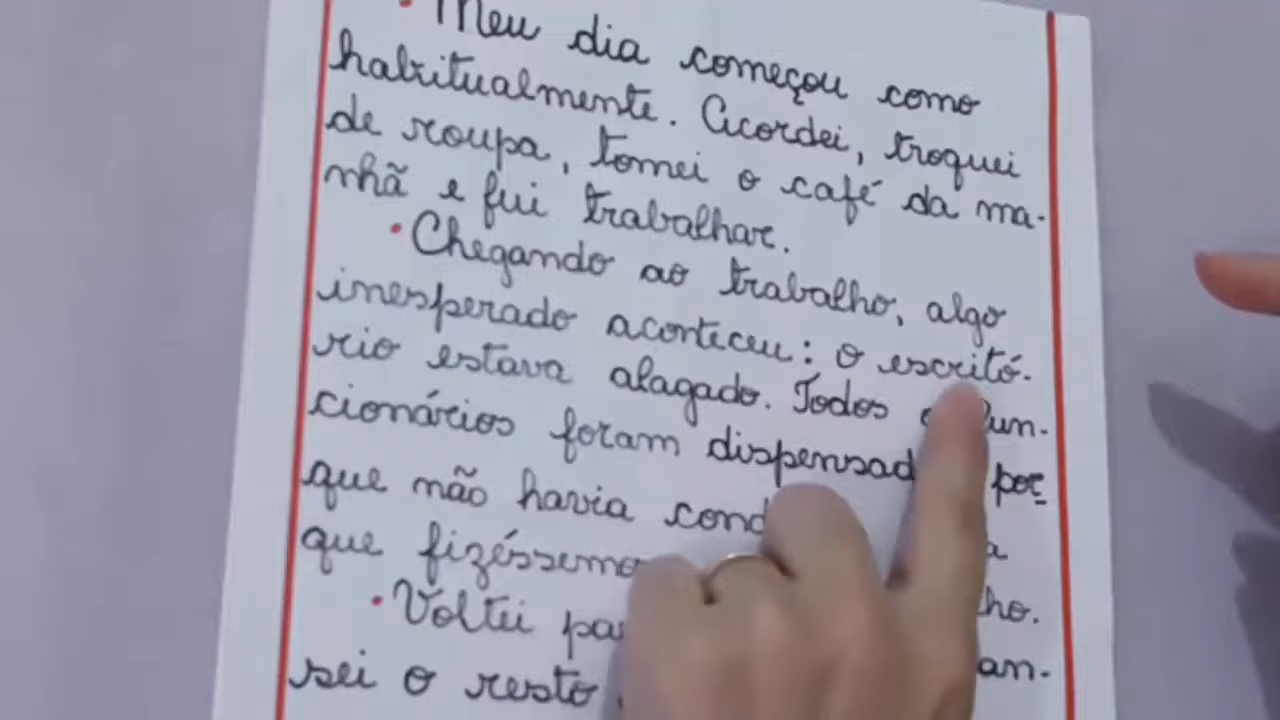 Meu dia começou como
habitualmente. Acordei, troquei
de roupa, tomei o café da ma-
nhã e fui trabalhar.
Chegando ao trabalho, algo
inesperado aconteceu: o escritó-
rio estava alagado. Todos
cionários foram por-
que não havia
que
Voltei
sei o resto